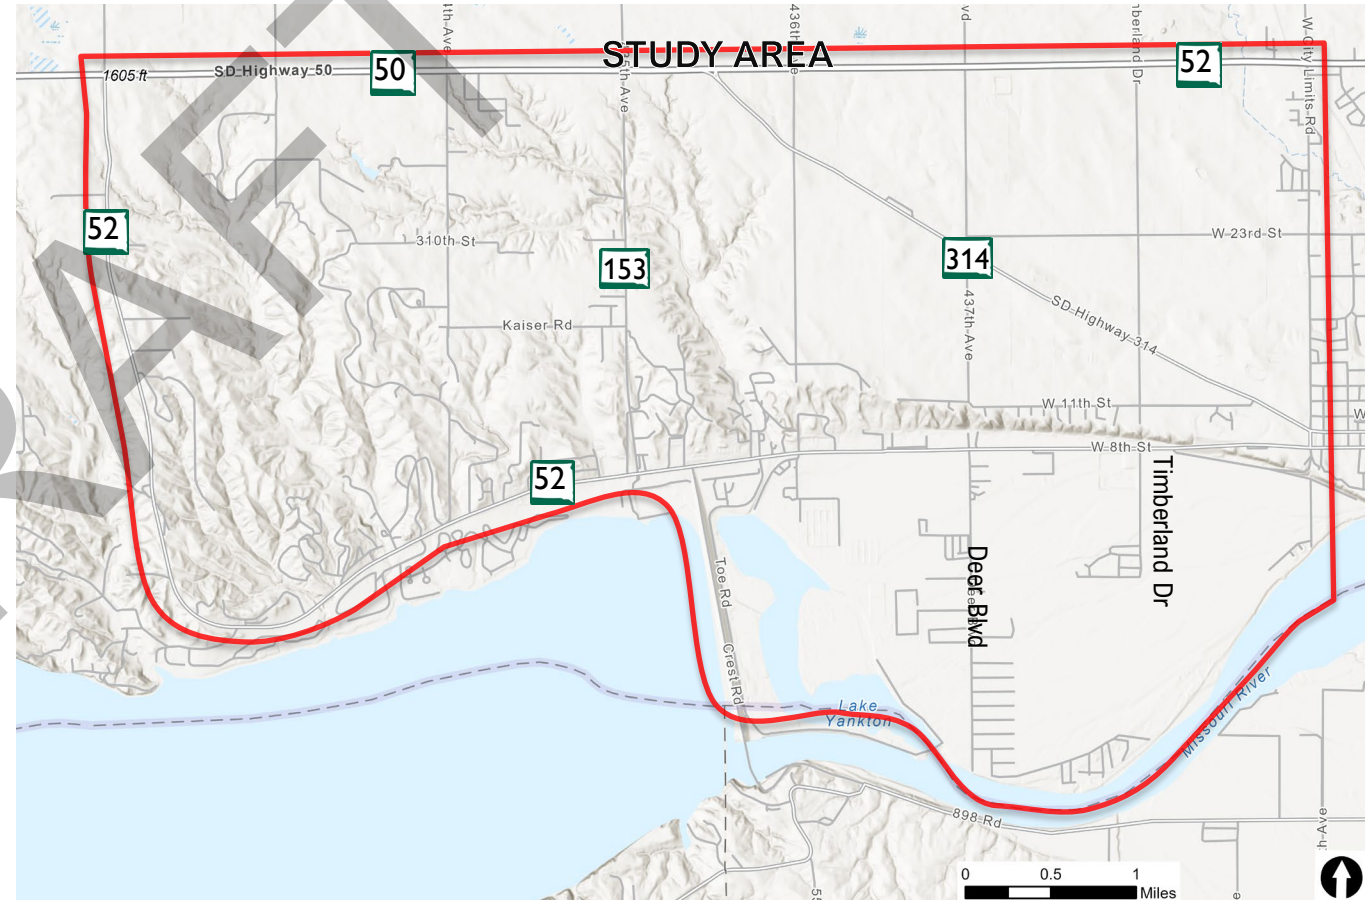 STUDY AREA
1605 ft
SD Highway 50
50
52
436th
W City Limits Rd
52
153
314
310th St
W 23rd St
437th Ave
SD Highway 314
Kaiser Rd
W 11th St
W 8th St
52
Timberland Dr
Deer Blvd
Toe Rd
Crest Rd
Lake
Yankton
Missouri River
898 Rd
0 0.5 1
Miles
DRAFT